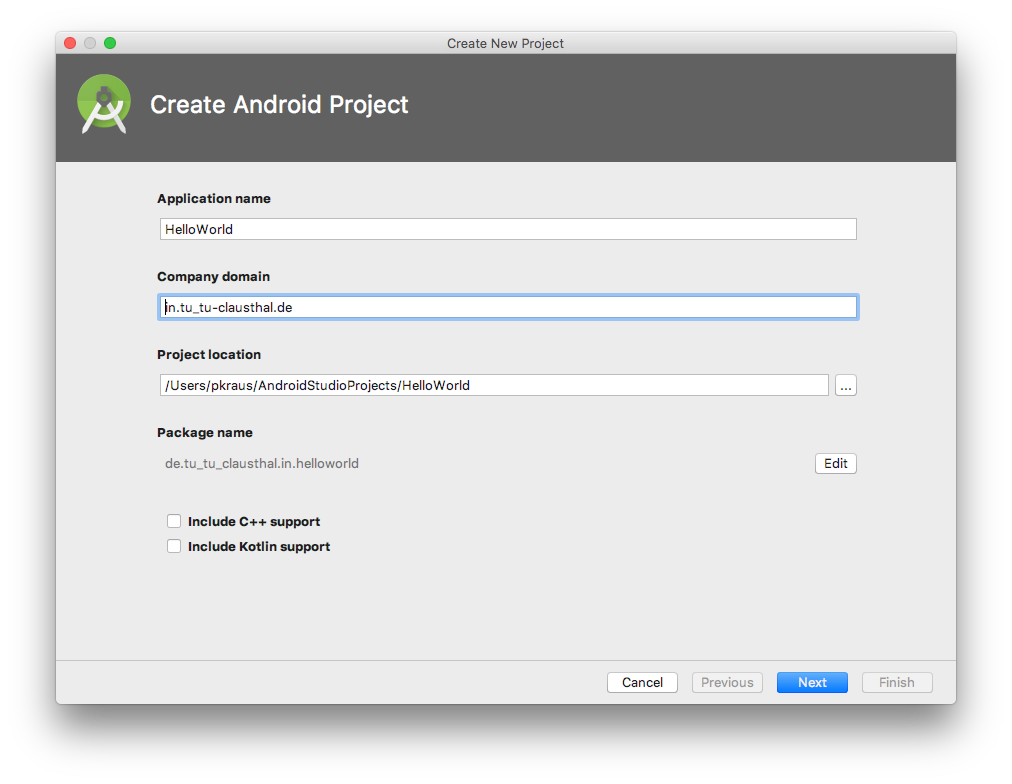 Create New Project
Create Android Project
Application name
HelloWorld
Company domain
in.tu_tu-clausthal.de
Project location
/Users/pkraus/AndroidStudioProjects/HelloWorld
...
Package name
de.tu_tu_clausthal.in.helloworld
Edit
Include C++ support
Include Kotlin support
Cancel Previous Next Finish